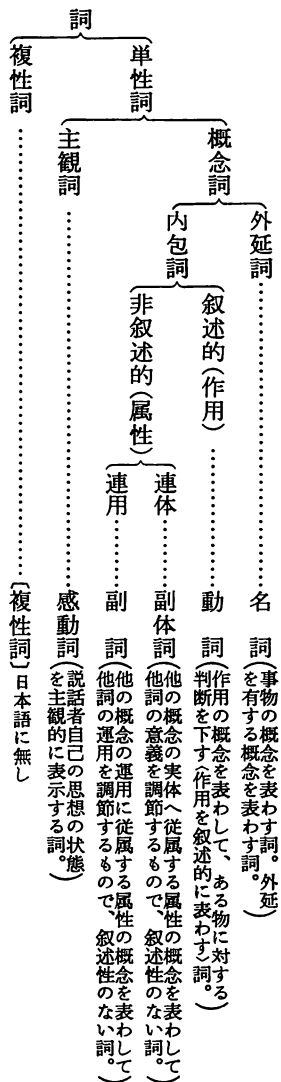 詞
単性詞
複性詞
概念詞
主観詞
外延詞
内包詞
叙述的(作用)
非叙述的(属性)
連体
連用
名詞(事物の概念を表わす詞。外延を有する概念を表わす詞。)
動詞(作用の概念を表わして、ある物に対する判断を下す〈作用を叙述的に表わす〉詞。)
副体詞(他の概念の実体へ従属する属性の概念を表わして他詞の意義を調節するもので、叙述性のない詞。)
副詞(他の概念の運用に従属する属性の概念を表わして他詞の運用を調節するもので、叙述性のない詞。)
感動詞(説話者自己の思想の状態を主観的に表示する詞。)
〔複性詞〕日本語に無し